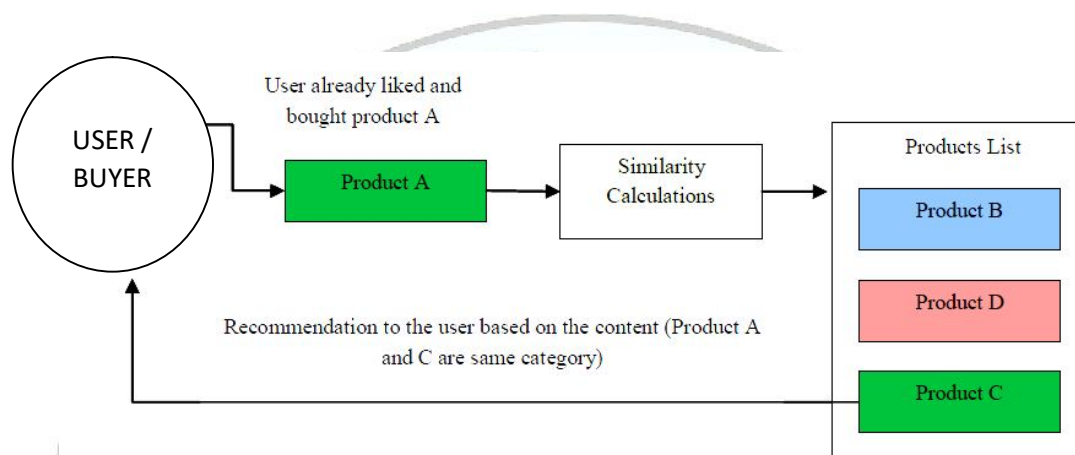 USER /
BUYER
User already liked and
bought product A
Product A
Similarity
Calculations
Products List
Product B
Product D
Product C
Recommendation to the user based on the content (Product A
and C are same category)